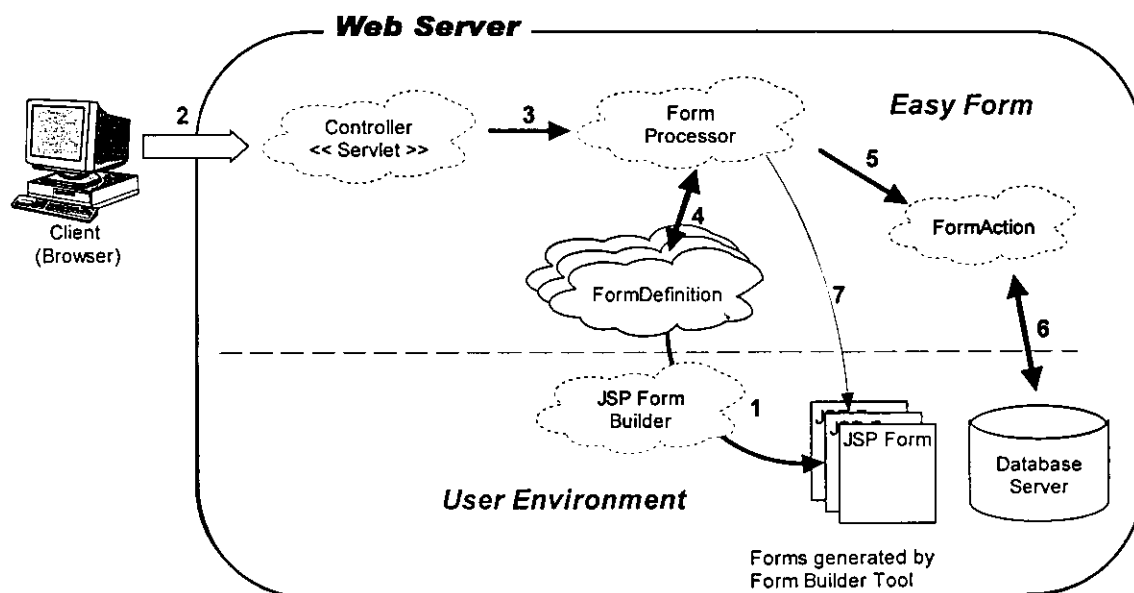 Web Server
2
3
Controller
<< Servlet >>
Form
Processor
Easy Form
5
Client
(Browser)
4
FormAction
FormDefinition
7
6
JSP Form
Builder
1
JSP Form
Database
Server
User Environment
Forms generated by
Form Builder Tool